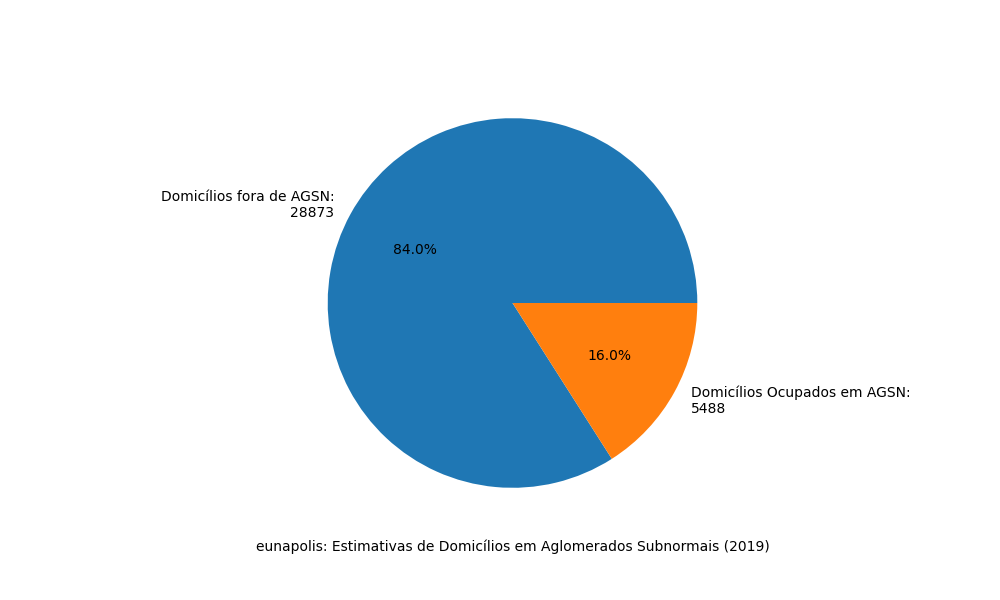 Domicílios fora de AGSN:
28873
84.0%
16.0%
Domicílios Ocupados em AGSN:
5488
eunapolis: Estimativas de Domicílios em Aglomerados Subnormais (2019)